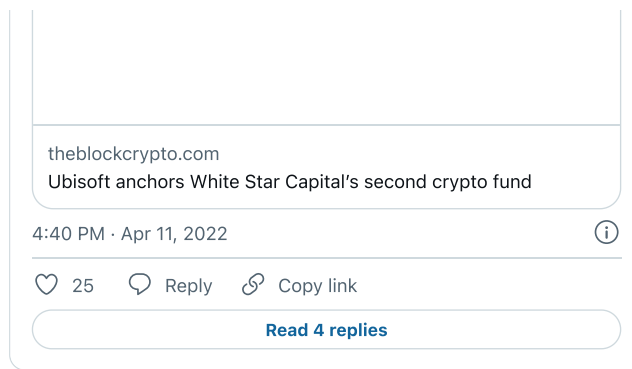 theblockcrypto.com
Ubisoft anchors White Star Capital’s second crypto fund
4:40 PM · Apr 11, 2022
25 Reply Copy link
Read 4 replies